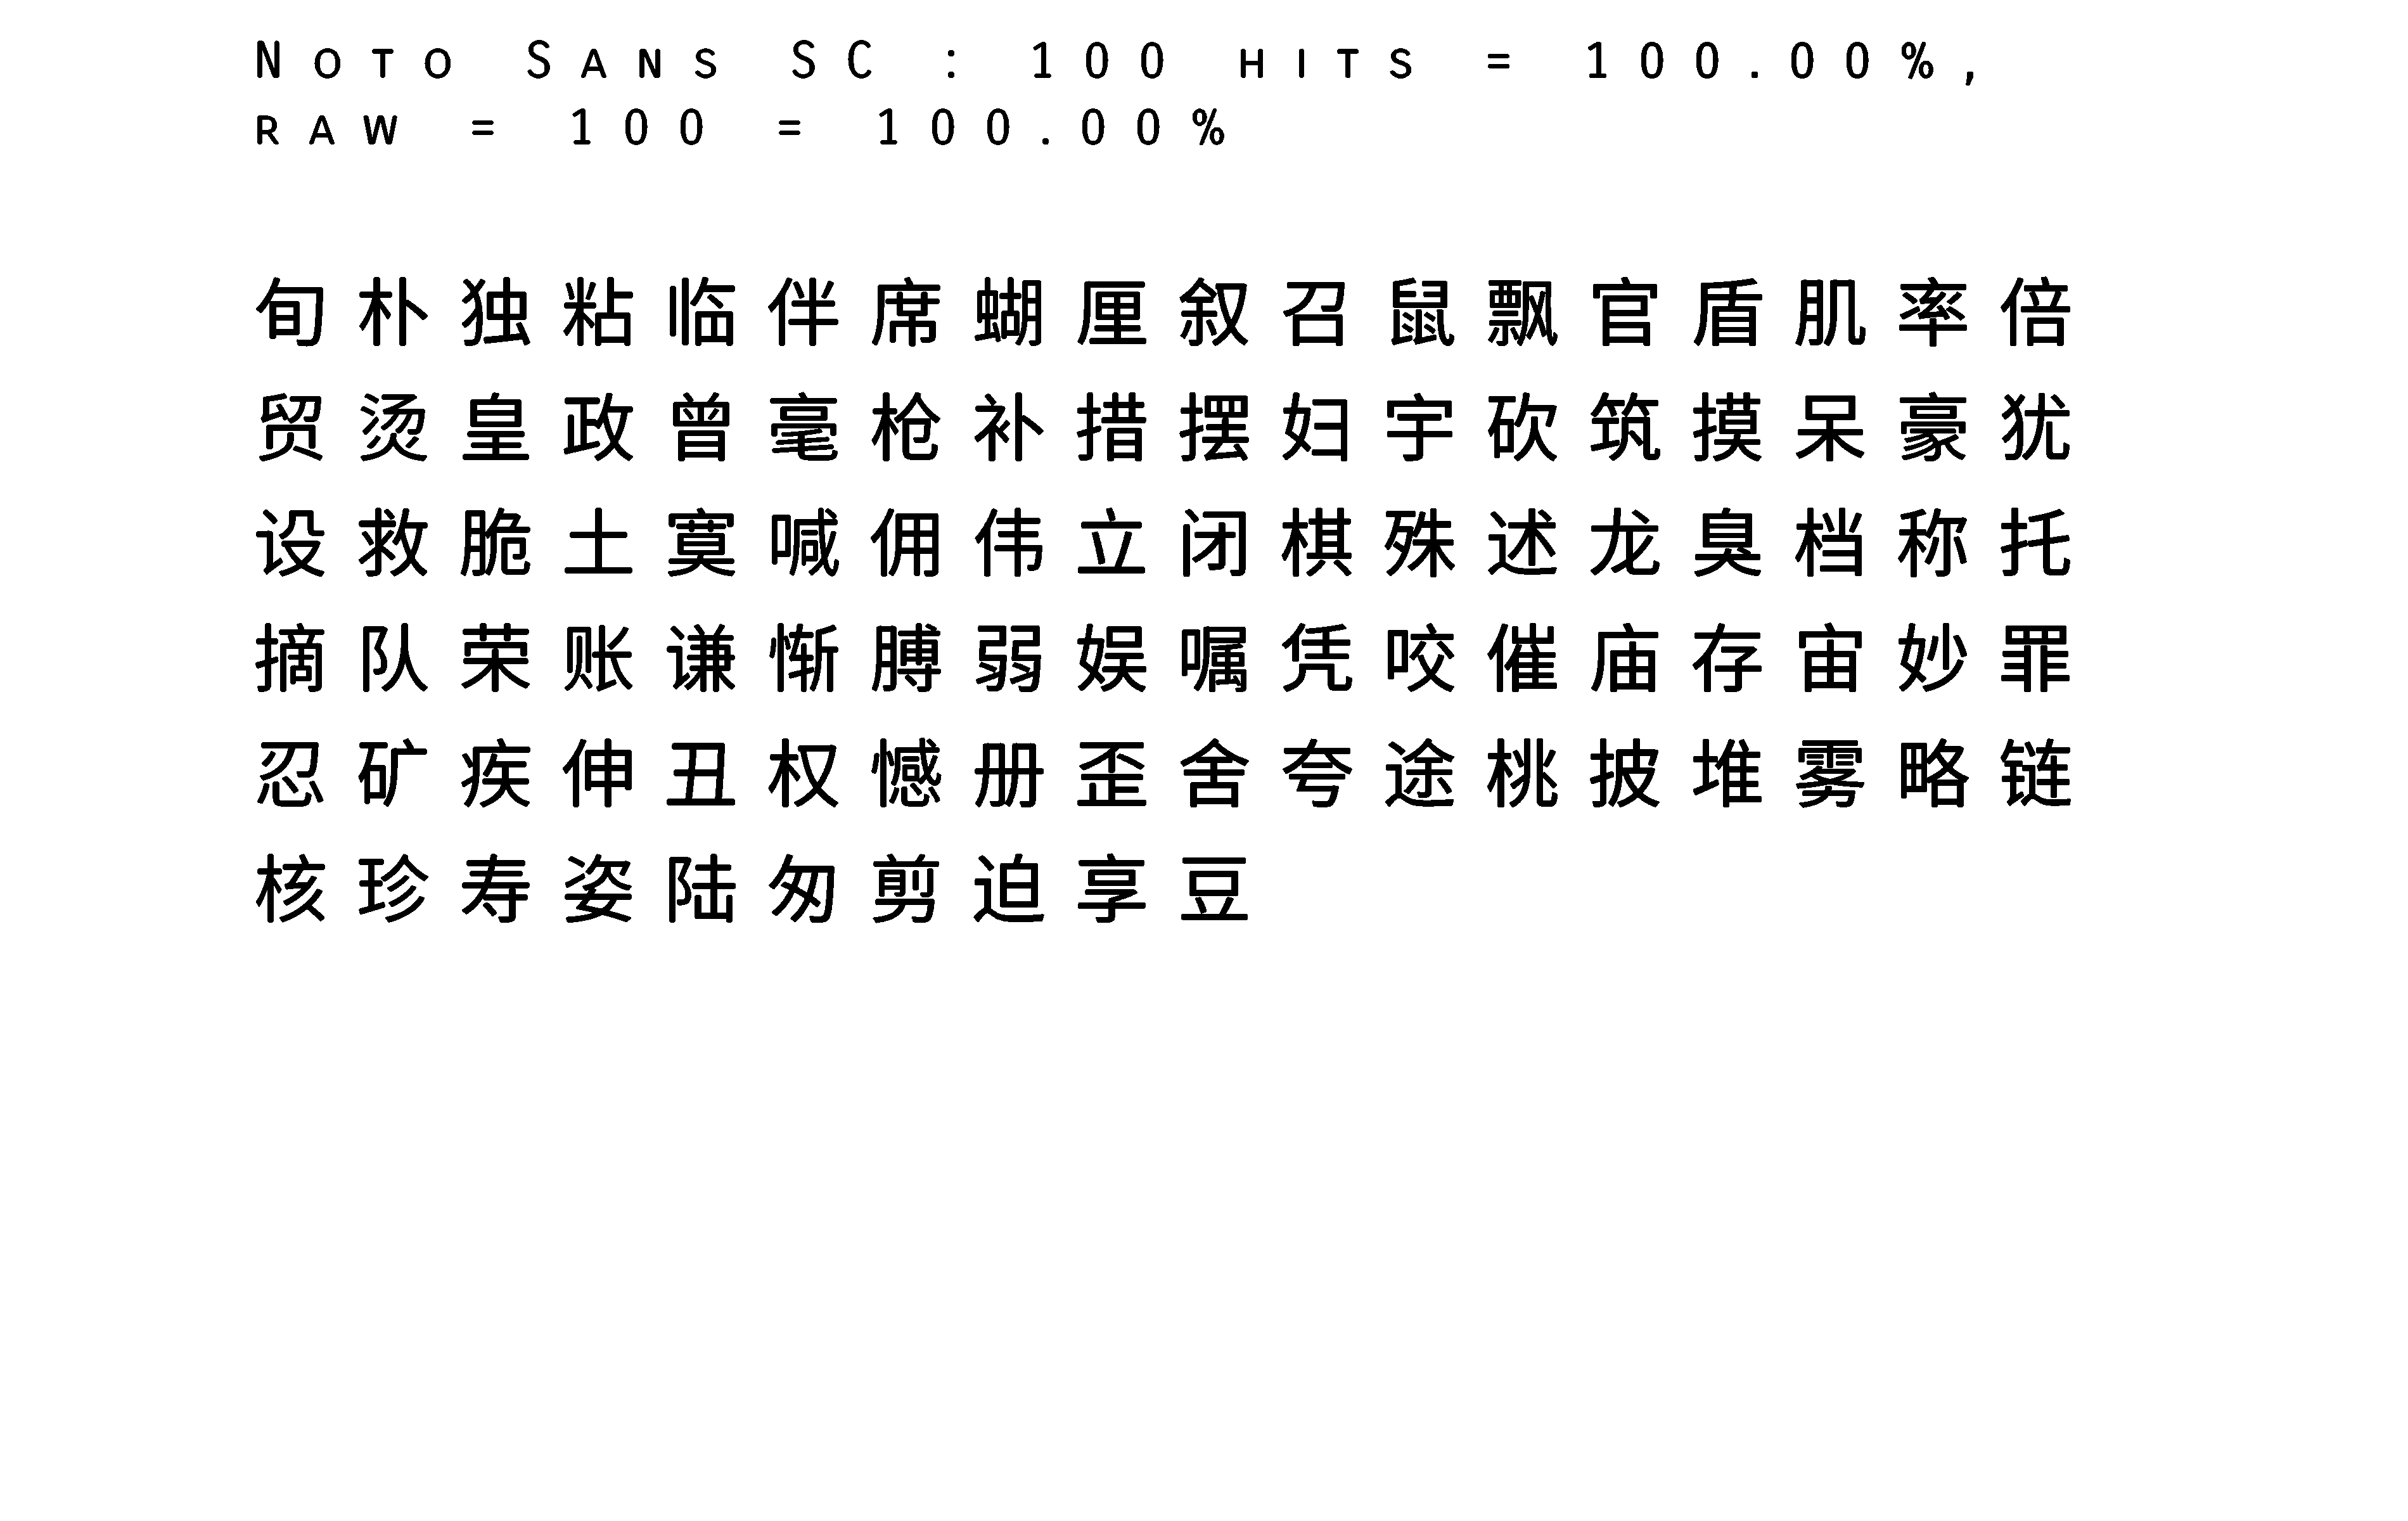 Noto Sans SC : 100 hits = 100.00%,
raw = 100 = 100.00%
旬朴独粘临伴席蝴厘叙召鼠飘官盾肌率倍
贸烫皇政曾毫枪补措摆妇宇砍筑摸呆豪犹
设救脆土寞喊佣伟立闭棋殊述龙臭档称托
摘队荣账谦惭膊弱娱嘱凭咬催庙存宙妙罪
忍矿疾伸丑权憾册歪舍夸途桃披堆雾略链
核珍寿姿陆匆剪迫享豆